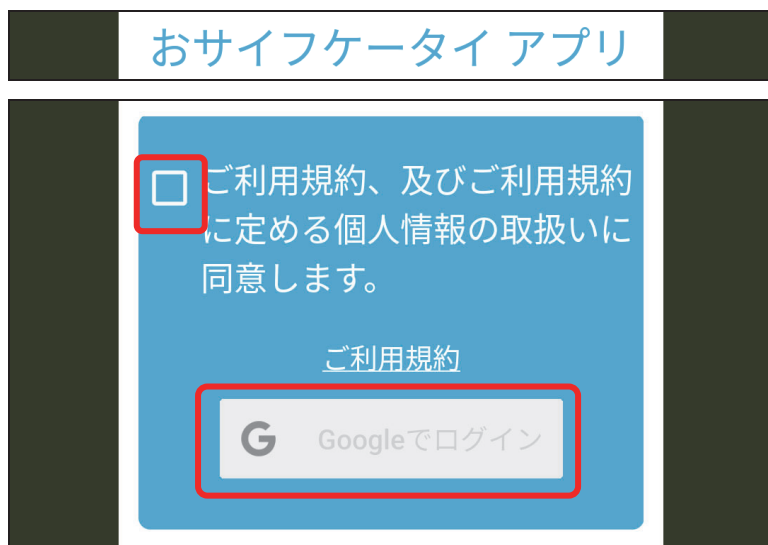 おサイフケータイ アプリ
ご利用規約、及びご利用規約
に定める個人情報の取扱いに
同意します。
ご利用規約
G Googleでログイン